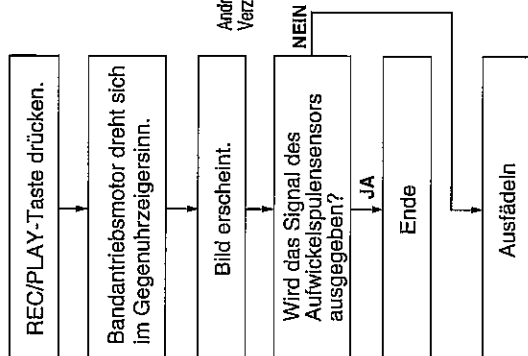 REC/PLAY-Taste drücken.
Bandantriebsmotor dreht sich
im Gegenuhrzeigersinn.
Bild erscheint.
Wird das Signal des
Aufwickelspulensensors
ausgegeben?
NEIN
JA
Ende
Ausfädeln